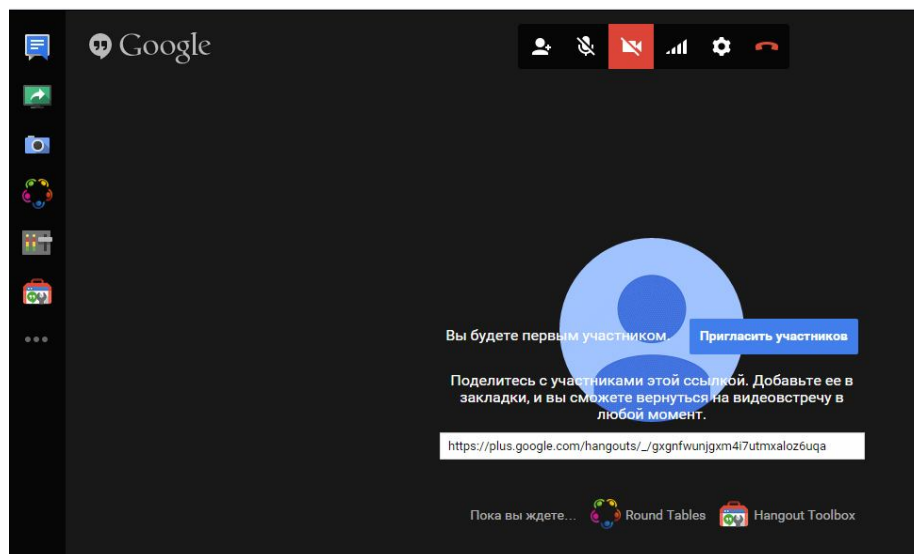 Google
Вы будете первым участником.
Пригласить участников
Поделитесь с участниками этой ссылкой. Добавьте ее в
закладки, и вы сможете вернуться на видеовстречу в
любой момент.
https://plus.google.com/hangouts/_/gxgnfwunjgxm4i7utmxaloz6uqa
Пока вы ждете... Round Tables Hangout Toolbox